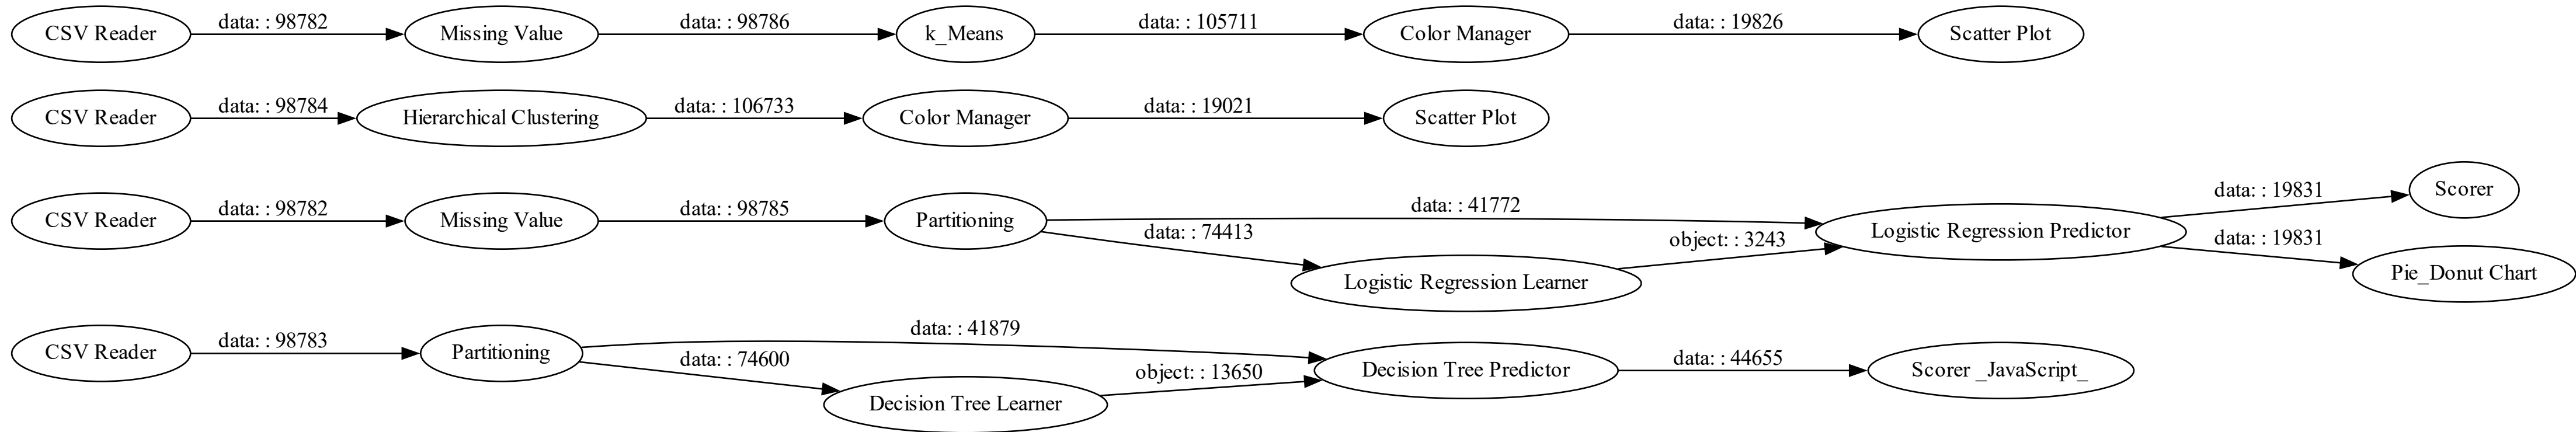 CSV Reader data: : 98782 Missing Value data: : 98786 k_Means data: : 105711 Color Manager data: : 19826 Scatter Plot
CSV Reader data: : 98784 Hierarchical Clustering data: : 106733 Color Manager data: : 19021 Scatter Plot
CSV Reader data: : 98782 Missing Value data: : 98785 Partitioning data: : 41772 Logistic Regression Predictor data: : 19831 Scorer
data: : 74413 Logistic Regression Learner object: : 3243 data: : 19831 Pie_Donut Chart
CSV Reader data: : 98783 Partitioning data: : 41879 Decision Tree Predictor data: : 44655 Scorer _JavaScript_
data: : 74600 Decision Tree Learner object: : 13650